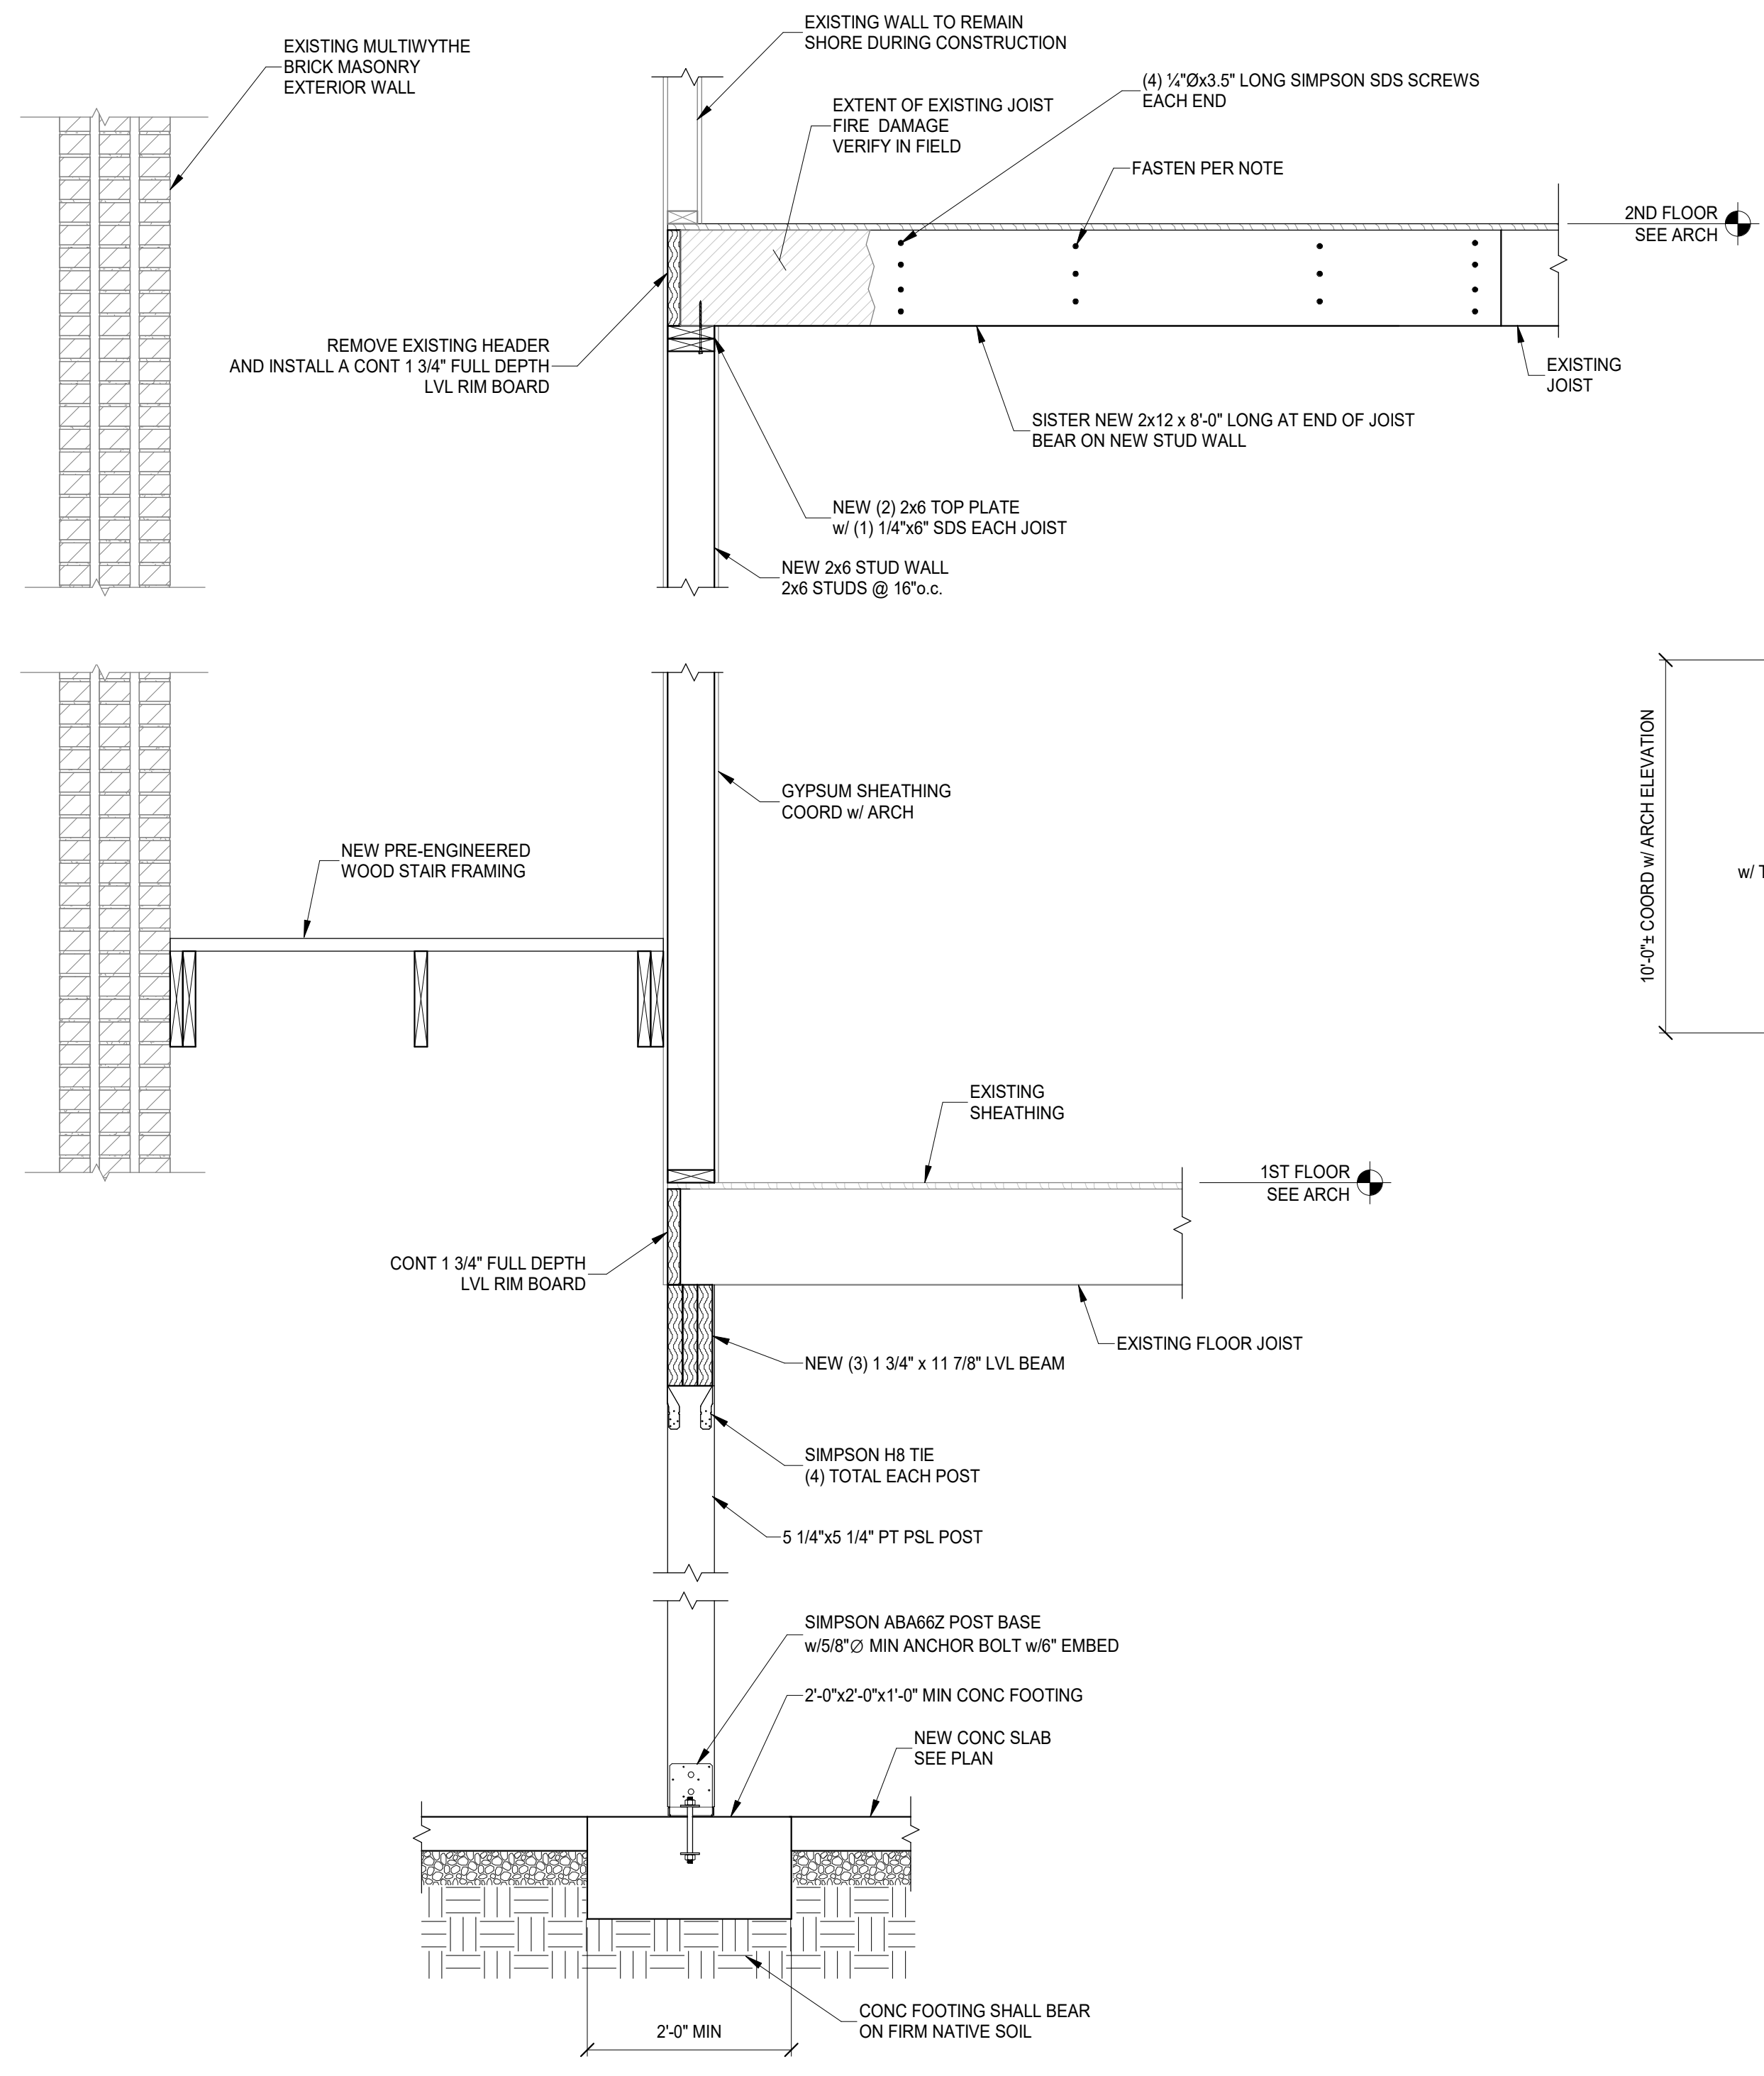 EXISTING WALL TO REMAIN
SHORE DURING CONSTRUCTION
EXISTING MULTIWYTHE
BRICK MASONRY
EXTERIOR WALL
(4) ¼"Øx3.5" LONG SIMPSON SDS SCREWS
EACH END
EXTENT OF EXISTING JOIST
FIRE DAMAGE
VERIFY IN FIELD
FASTEN PER NOTE
2ND FLOOR
SEE ARCH
REMOVE EXISTING HEADER
AND INSTALL A CONT 1 3/4" FULL DEPTH
LVL RIM BOARD
EXISTING
JOIST
SISTER NEW 2x12 x 8'-0" LONG AT END OF JOIST
BEAR ON NEW STUD WALL
NEW (2) 2x6 TOP PLATE
w/ (1) 1/4"x6" SDS EACH JOIST
NEW 2x6 STUD WALL
2x6 STUDS @ 16"o.c.
10'-0"± COORD w/ ARCH ELEVATION
GYPSUM SHEATHING
COORD w/ ARCH
NEW PRE-ENGINEERED
WOOD STAIR FRAMING
w/ T
EXISTING
SHEATHING
1ST FLOOR
SEE ARCH
CONT 1 3/4" FULL DEPTH
LVL RIM BOARD
EXISTING FLOOR JOIST
NEW (3) 1 3/4" x 11 7/8" LVL BEAM
SIMPSON H8 TIE
(4) TOTAL EACH POST
5 1/4"x5 1/4" PT PSL POST
SIMPSON ABA66Z POST BASE
w/5/8"∅ MIN ANCHOR BOLT w/6" EMBED
2'-0"x2'-0"x1'-0" MIN CONC FOOTING
NEW CONC SLAB
SEE PLAN
CONC FOOTING SHALL BEAR
ON FIRM NATIVE SOIL
2'-0" MIN